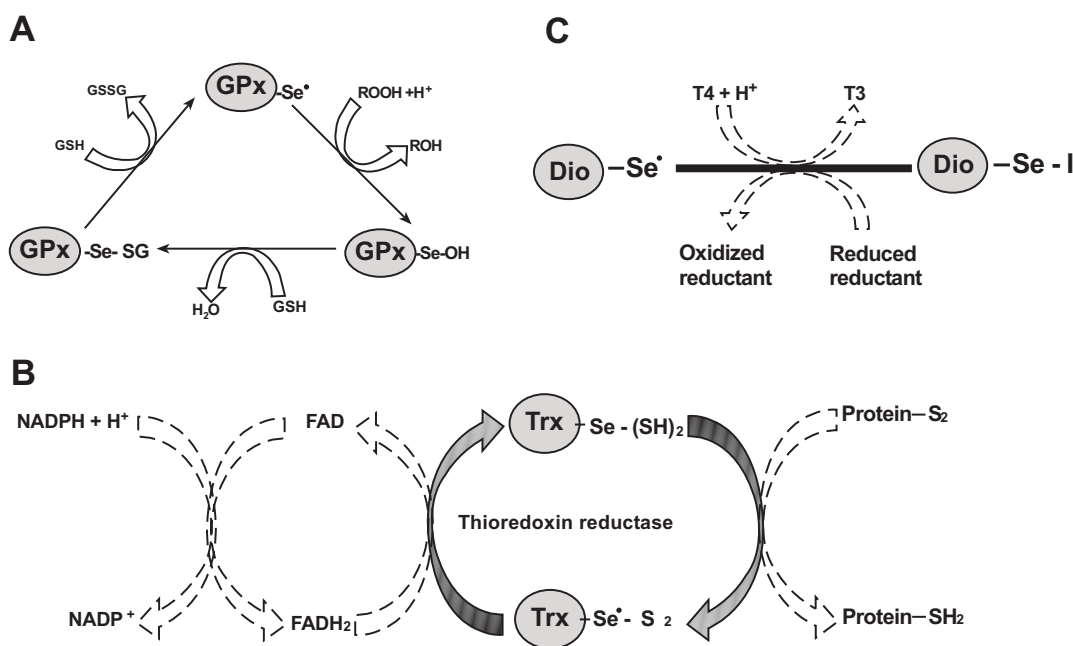 A
GPx-Se•
GSSG
ROOH +H⁺
GSH
ROH
GPx-Se- SG
GPx-Se-OH
H₂O
GSH
C
T4 + H⁺
T3
Dio–Se•
Dio–Se - I
Oxidized
reductant
Reduced
reductant
B
NADPH + H⁺
FAD
Trx-Se - (SH)₂
Protein–S₂
Thioredoxin reductase
NADP⁺
FADH₂
Trx-Se•- S ₂
Protein–SH₂